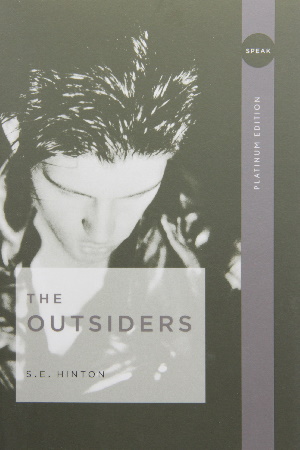 SPEAK
PLATINUM EDITION
THE
OUTSIDERS
S.E. HINTON